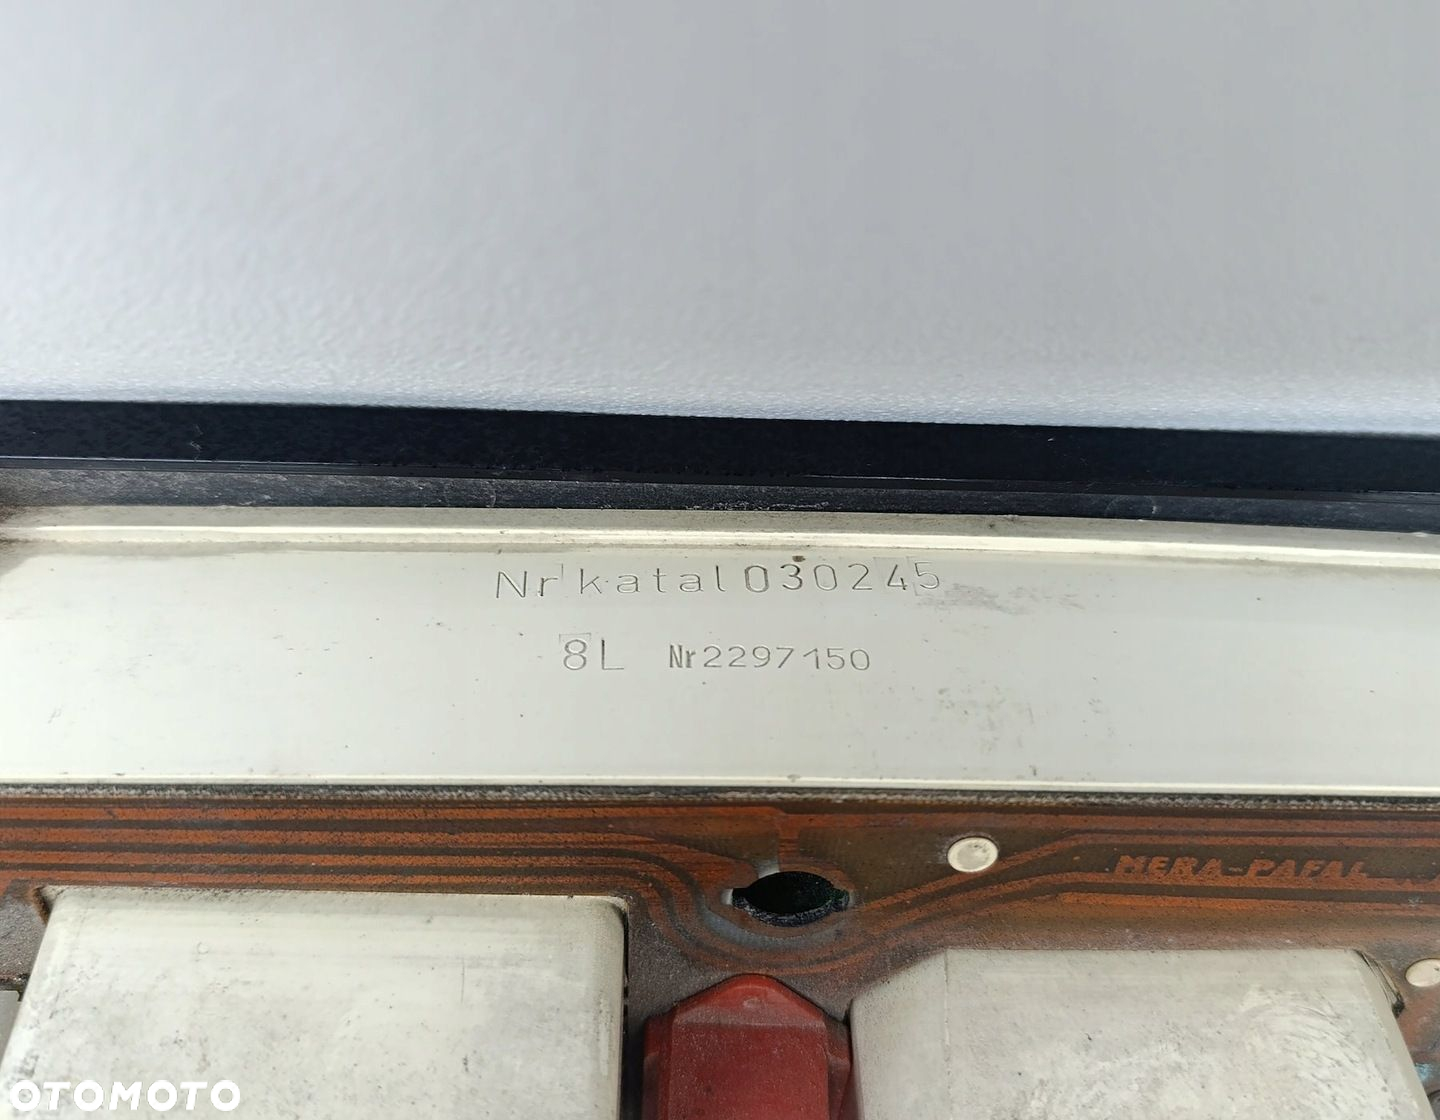 Nr katal 030245
8L Nr 2297150
MERA-PAFAL
OTOMOTO